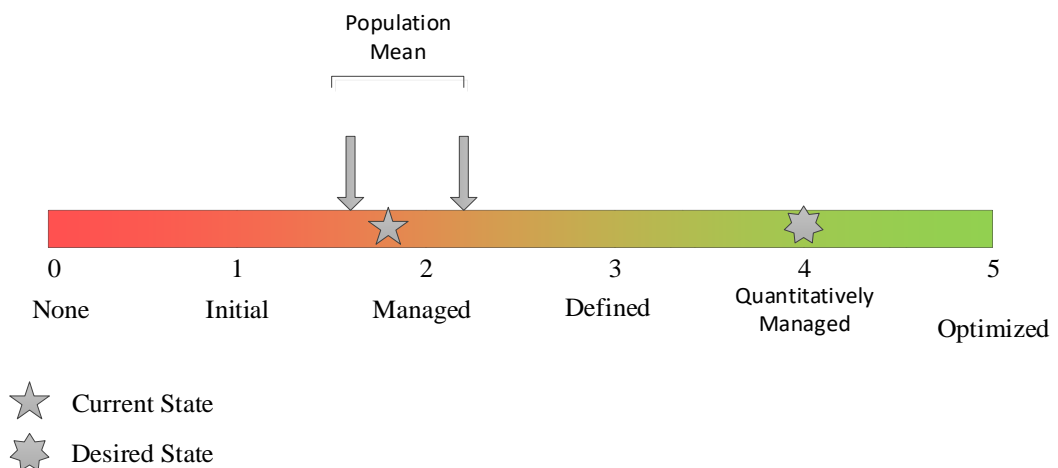 Population
Mean
0 1 2 3 4 5
None Initial Managed Defined Quantitatively
Managed
Optimized
Current State
Desired State